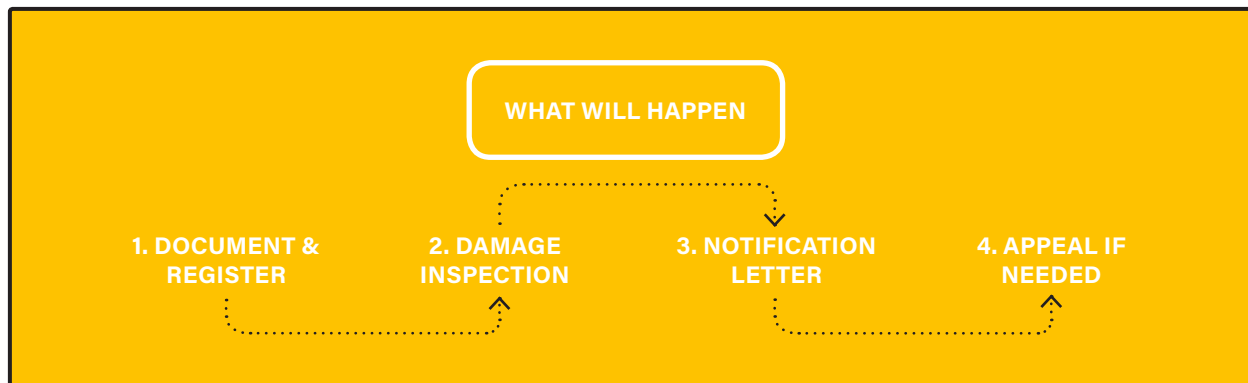 WHAT WILL HAPPEN
1. DOCUMENT &
REGISTER
2. DAMAGE
INSPECTION
3. NOTIFICATION
LETTER
4. APPEAL IF
NEEDED